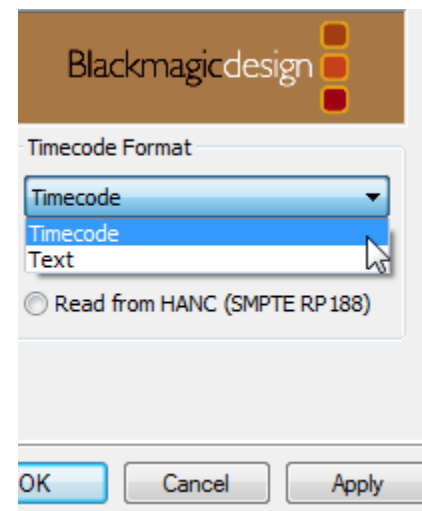 Blackmagicdesign
Timecode Format
Timecode
Timecode
Text
Read from HANC (SMPTE RP188)
OK Cancel Apply